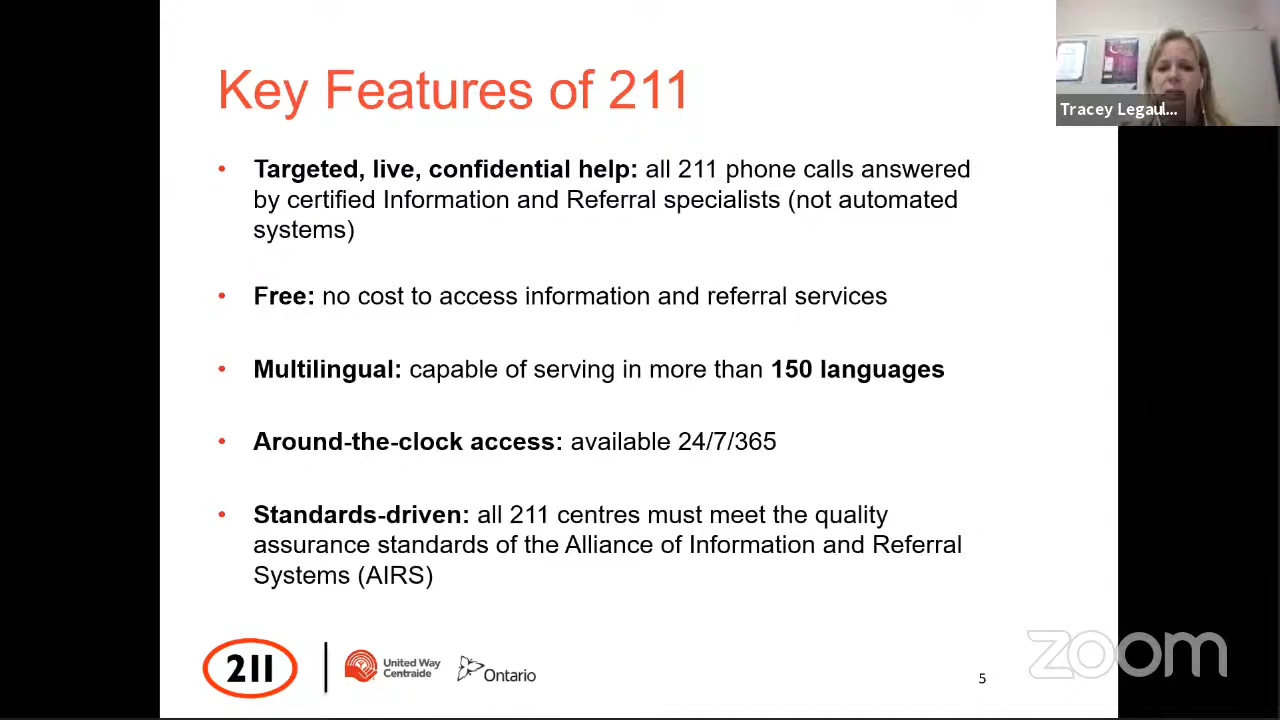 Key Features of 211
Tracey Legaul...
• Targeted, live, confidential help: all 211 phone calls answered
by certified Information and Referral specialists (not automated
systems)
• Free: no cost to access information and referral services
• Multilingual: capable of serving in more than 150 languages
• Around-the-clock access: available 24/7/365
• Standards-driven: all 211 centres must meet the quality
assurance standards of the Alliance of Information and Referral
Systems (AIRS)
211
United Way
Centraide
Ontario
5
zoom